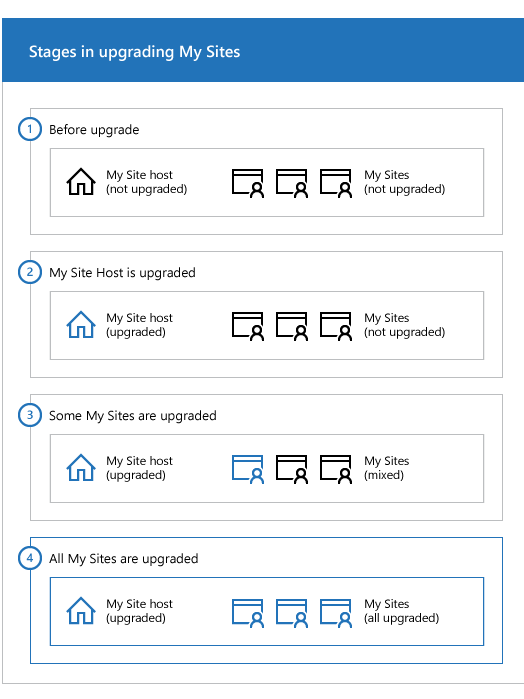 Stages in upgrading My Sites
1
Before upgrade
My Site host
(not upgraded)
My Sites
(not upgraded)
2
My Site Host is upgraded
My Site host
(upgraded)
My Sites
(not upgraded)
3
Some My Sites are upgraded
My Site host
(upgraded)
My Sites
(mixed)
4
All My Sites are upgraded
My Site host
(upgraded)
My Sites
(all upgraded)